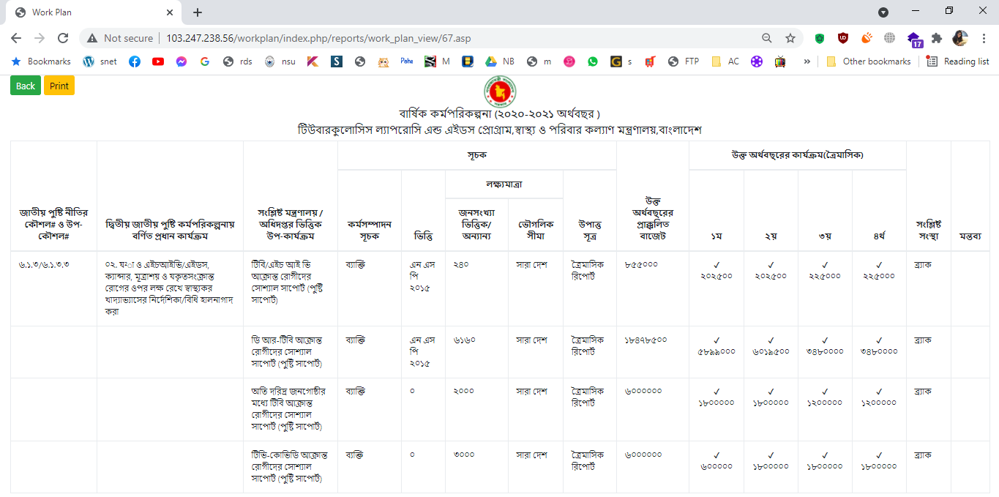 Work Plan
Not secure
103.247.238.56/workplan/index.php/reports/work_plan_view/67.asp
17
Bookmarks
snet
rds
nsu
M
NB
m
s
FTP
AC
»
Other bookmarks
Reading list
Back
Print
বার্ষিক কর্মপরিকল্পনা (২০২০-২০২১ অর্থবছর )
টিউবারকুলোসিস ল্যাপরোসি এন্ড এইডস প্রোগ্রাম,স্বাস্থ্য ও পরিবার কল্যাণ মন্ত্রণালয়,বাংলাদেশ
জাতীয় পুষ্টি নীতির
কৌশল# ও উপ-
কৌশল#
দ্বিতীয় জাতীয় পুষ্টি কর্মপরিকল্পনায়
বর্ণিত প্রধান কার্যক্রম
সংশ্লিষ্ট মন্ত্রণালয় /
অধিদপ্তর ভিত্তিক
উপ-কার্যক্রম
সূচক
কর্মসম্পাদন
সূচক
ভিত্তি
লক্ষ্যমাত্রা
জনসংখ্যা
ভিত্তিক/
অন্যান্য
ভৌগলিক
সীমা
উপাত্ত
সূত্র
উক্ত
অর্থবছরের
প্রাক্কলিত
বাজেট
উক্ত অর্থবছরের কার্যক্রম(ত্রৈমাসিক)
১ম
২য়
৩য়
৪র্থ
সংশ্লিষ্ট
সংস্থা
মন্তব্য
৬.১.৩/৬.১.৩.৩
ও এইচআইভি/এইডস,
ক্যান্সার, মূত্রাশয় ও যকৃতসংক্রান্ত
রোগের ওপর লক্ষ রেখে স্বাস্থ্যকর
খাদ্যাভ্যাসের নির্দেশিকা/বিধি হালনাগাদ
করা
টিবি/এইচ আই ভি
আক্রান্ত রোগীদের
সোশ্যাল সাপোর্ট (পুষ্টি
সাপোর্ট)
ব্যাক্তি
এন এস
পি
২০১৫
২৪০
সারা দেশ
ত্রৈমাসিক
রিপোর্ট
৮৫৫০০০
✓
২০২৫০০
✓
২০২৫০০
✓
২২৫০০০
✓
২২৫০০০
ব্র্যাক
ডি আর-টিবি আক্রান্ত
রোগীদের সোশ্যাল
সাপোর্ট (পুষ্টি সাপোর্ট)
ব্যাক্তি
এন এস
পি
২০১৫
৬১৬০
সারা দেশ
ত্রৈমাসিক
রিপোর্ট
১৮৪৭৮৫০০
✓
৫৮৯৯০০০
✓
৬০১৯৫০০
✓
৩৪৮০০০০
✓
৩৪৮০০০০
ব্র্যাক
অতি দরিদ্র জনগোষ্ঠীর
মধ্যে টিবি আক্রান্ত
রোগীদের সোশ্যাল
সাপোর্ট (পুষ্টি সাপোর্ট)
ব্যাক্তি
০
২০০০
সারা দেশ
ত্রৈমাসিক
রিপোর্ট
৬০০০০০০
✓
১৮০০০০০
✓
১৮০০০০০
✓
১২০০০০০
✓
১২০০০০০
ব্র্যাক
টিভি-কোভিডি আক্রান্ত
রোগীদের সোশ্যাল
সাপোর্ট (পুষ্টি সাপোর্ট)
ব্যক্তি
০
৩০০০
সারা দেশ
ত্রৈমাসিক
রিপোর্ট
৬০০০০০০
✓
৬০০০০০
✓
১৮০০০০০
✓
১৮০০০০০
✓
১৮০০০০০
ব্র্যাক